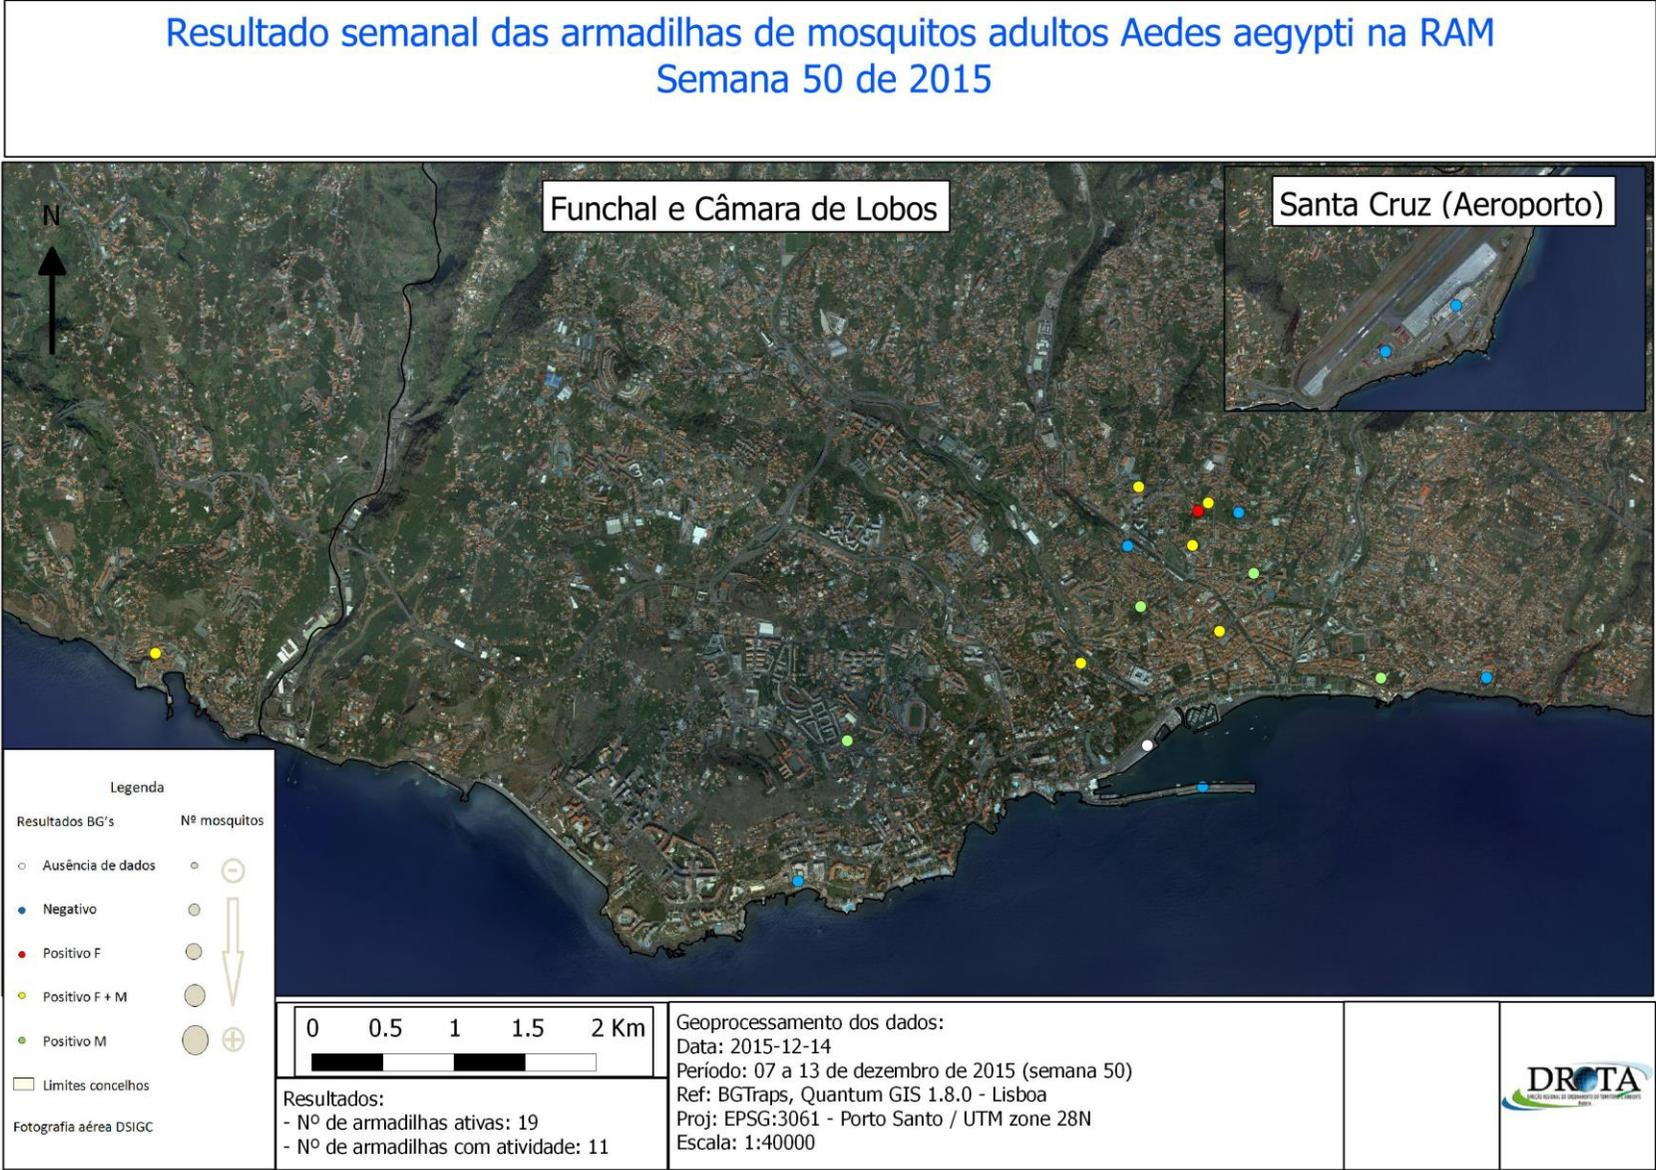 Resultado semanal das armadilhas de mosquitos adultos Aedes aegypti na RAM
Semana 50 de 2015
N
Funchal e Câmara de Lobos
Santa Cruz (Aeroporto)
Legenda
Resultados BG's
Nº mosquitos
Ausência de dados
Negativo
Positivo F
Positivo F + M
Positivo M
Limites concelhos
Fotografia aérea DSIGC
0 0.5 1 1.5 2 Km
Resultados:
- Nº de armadilhas ativas: 19
- Nº de armadilhas com atividade: 11
Geoprocessamento dos dados:
Data: 2015-12-14
Período: 07 a 13 de dezembro de 2015 (semana 50)
Ref: BGTraps, Quantum GIS 1.8.0 - Lisboa
Proj: EPSG:3061 - Porto Santo / UTM zone 28N
Escala: 1:40000
DROTA